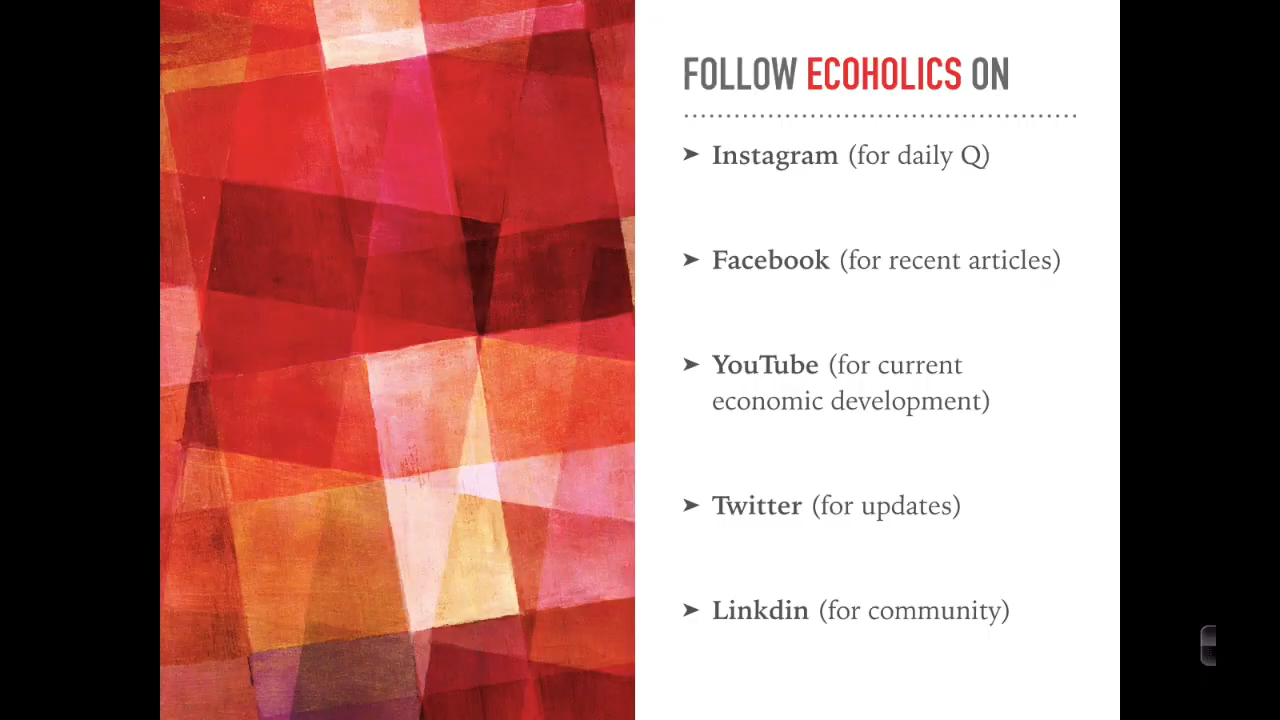 FOLLOW ECOHOLICS ON
➤ Instagram (for daily Q)
➤ Facebook (for recent articles)
➤ YouTube (for current
economic development)
➤ Twitter (for updates)
➤ Linkdin (for community)